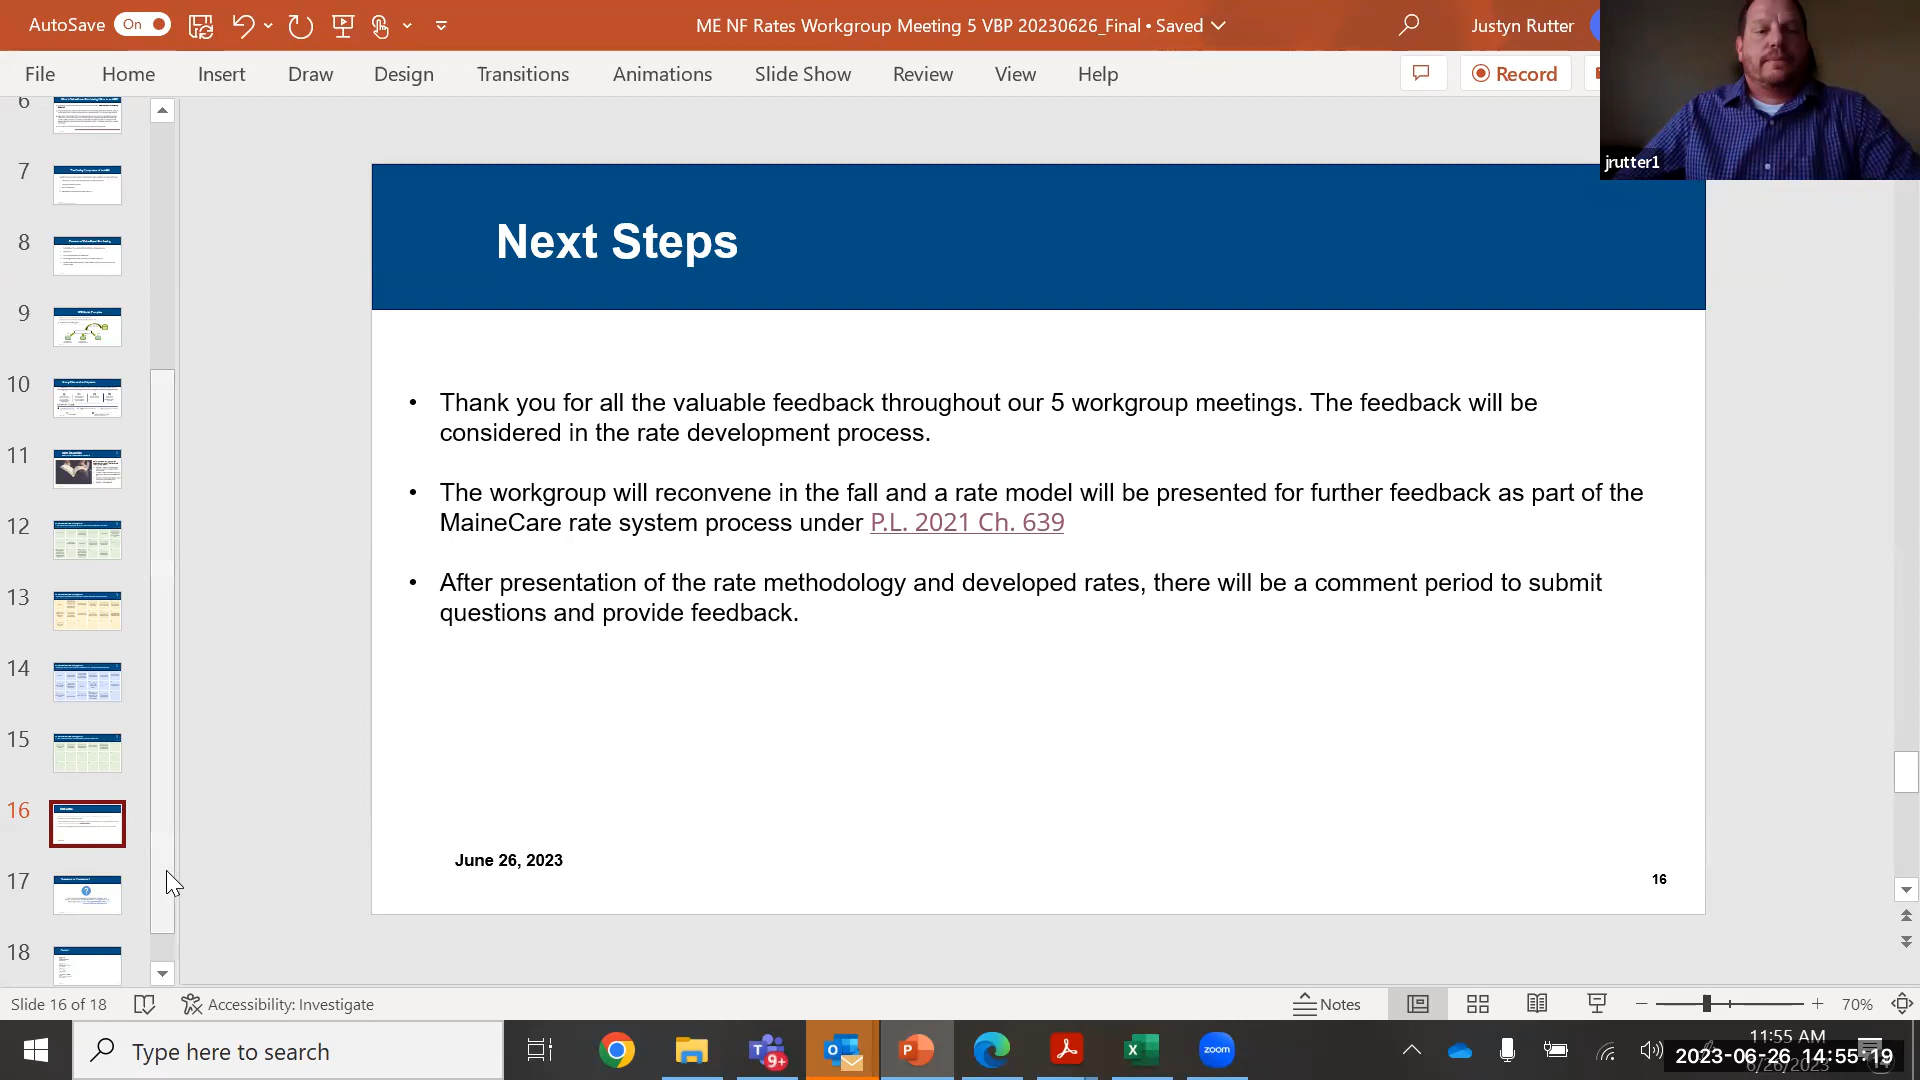 AutoSave On
ME NF Rates Workgroup Meeting 5 VBP 20230626_Final • Saved
Justyn Rutter
File Home Insert Draw Design Transitions Animations Slide Show Review View Help
Record
jrutter1
6
7
8
9
10
11
12
13
14
15
16
17
18
Next Steps
• Thank you for all the valuable feedback throughout our 5 workgroup meetings. The feedback will be
considered in the rate development process.
• The workgroup will reconvene in the fall and a rate model will be presented for further feedback as part of the
MaineCare rate system process under P.L. 2021 Ch. 639
• After presentation of the rate methodology and developed rates, there will be a comment period to submit
questions and provide feedback.
June 26, 2023
16
Slide 16 of 18
Accessibility: Investigate
Notes
70%
Type here to search
9+
zoom
11:55 AM
2023-06-26 14:55:19
6/26/2023